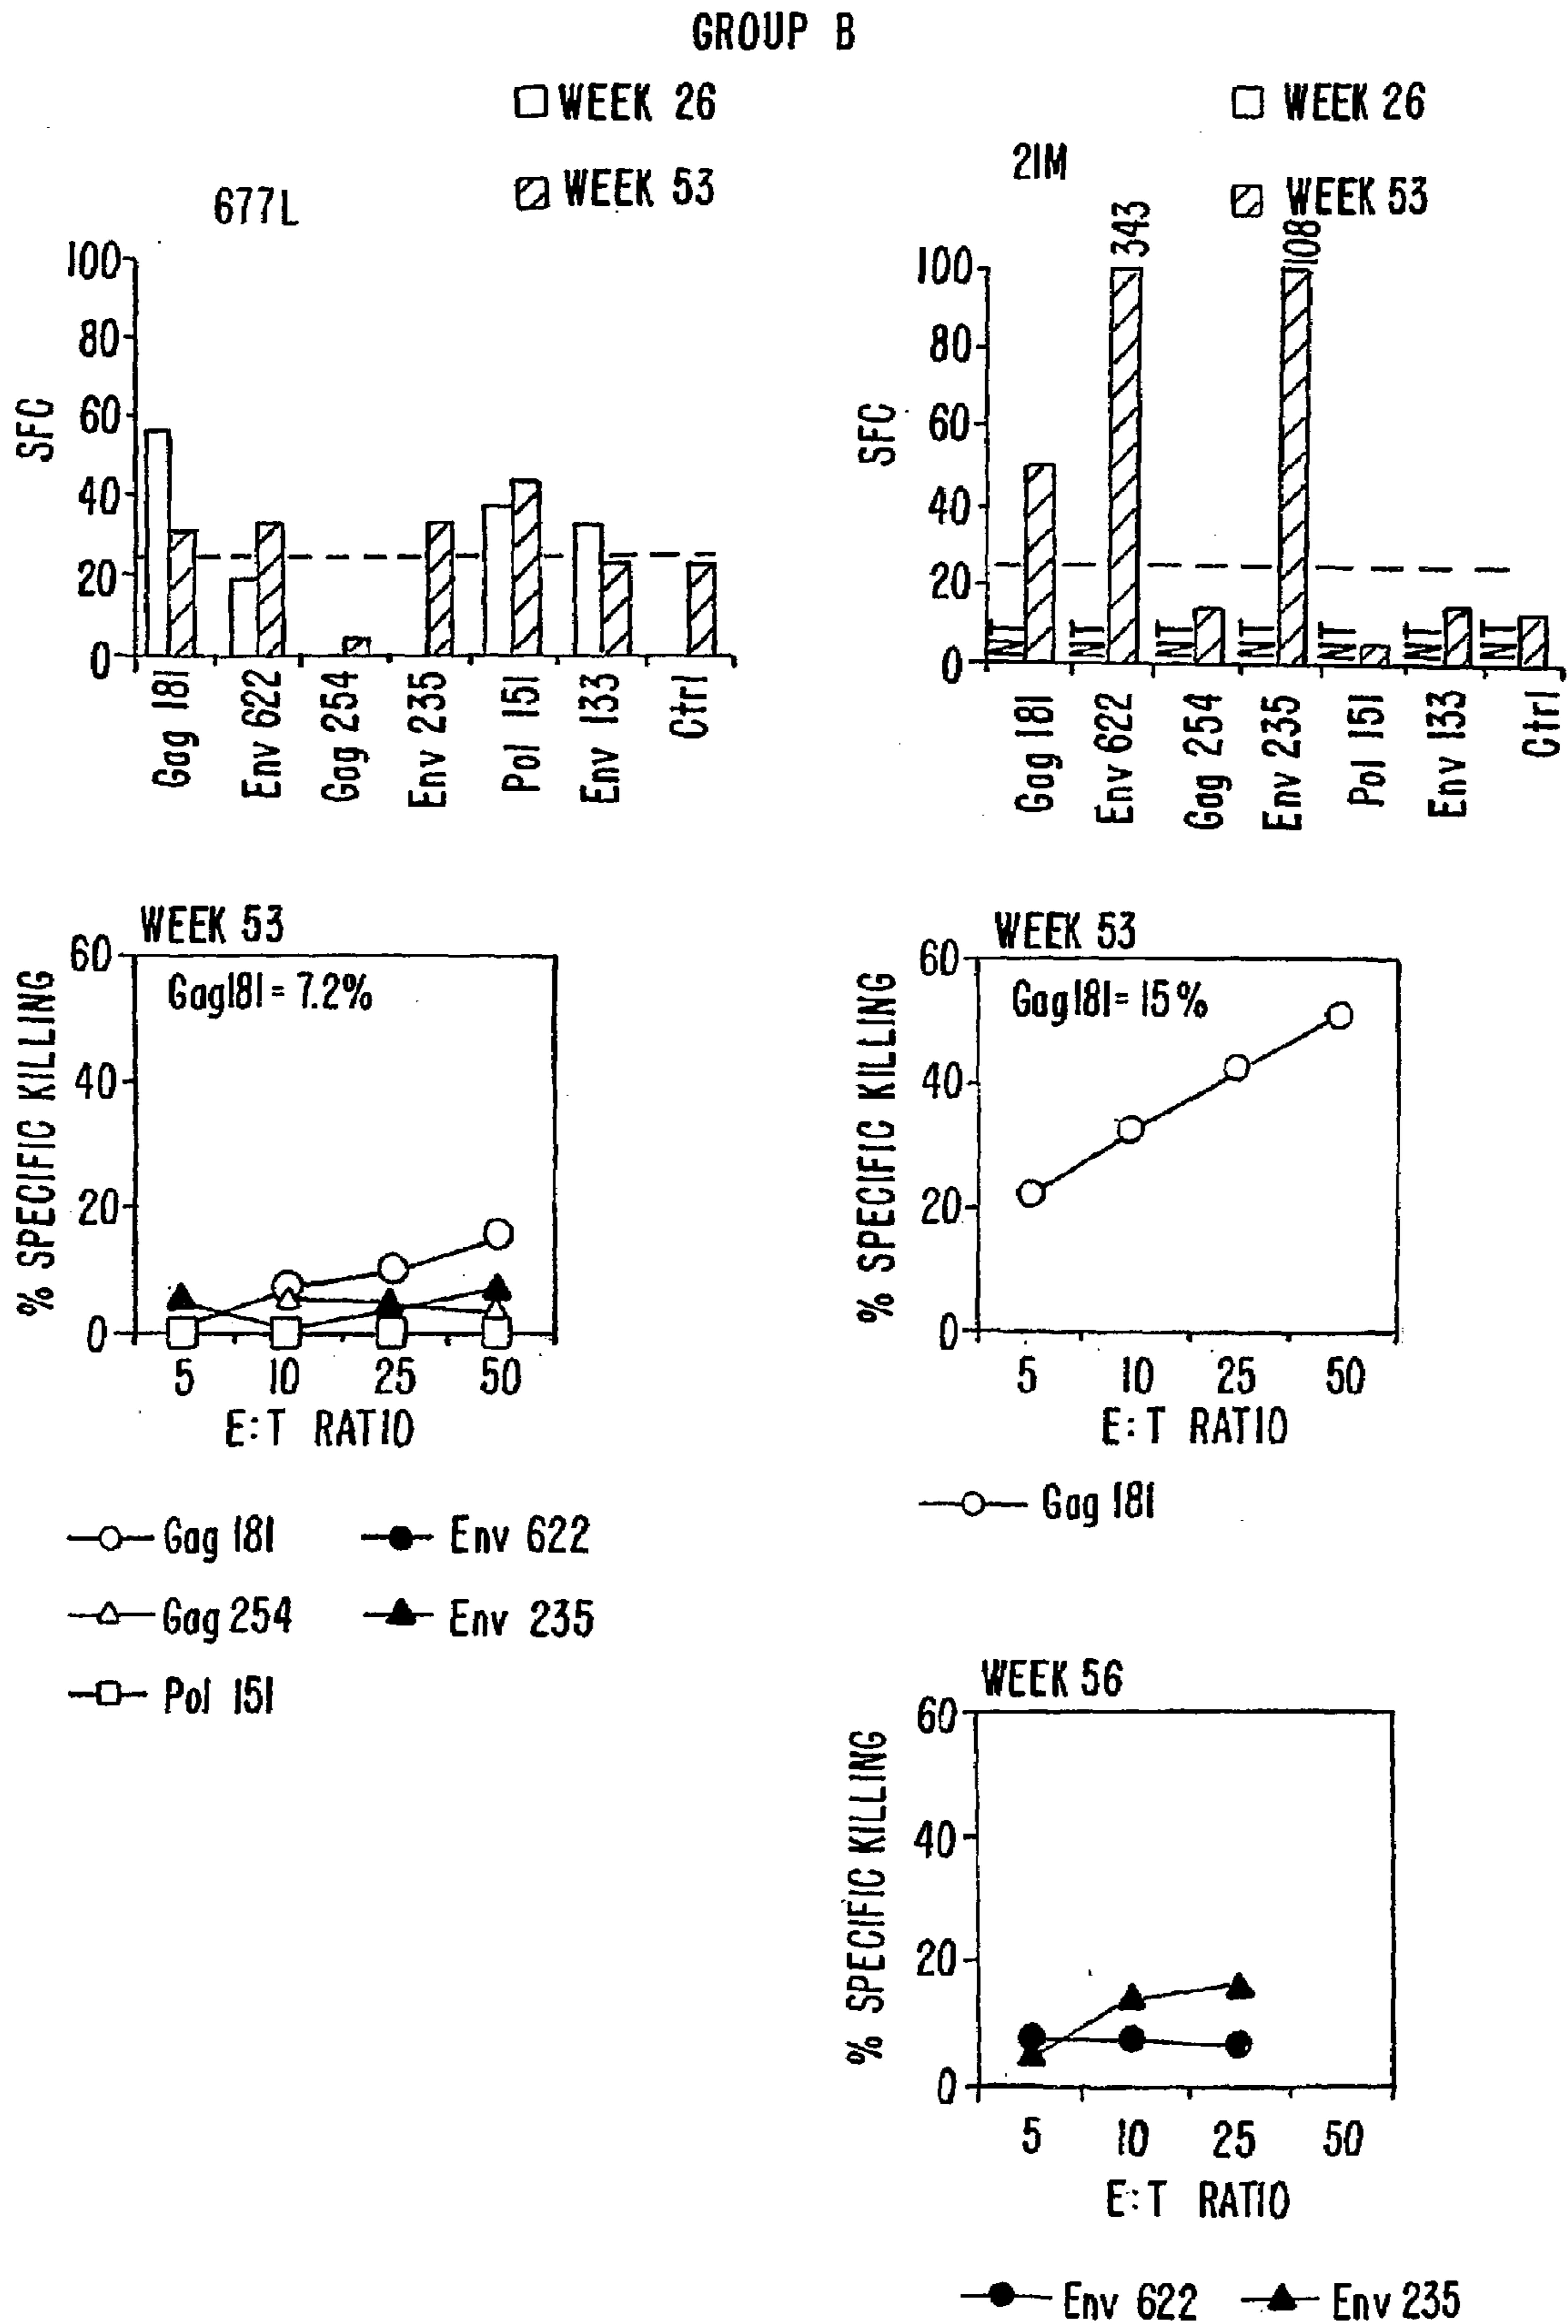 GROUP B
WEEK 26
WEEK 53
677L
100
80
60
40
20
0
SFC
Gag 181
Env 622
Gag 254
Env 235
Pol 151
Env 133
Ctrl
WEEK 26
WEEK 53
21M
343
108
100
80
60
40
20
0
SFC
NT
NT
NT
NT
NT
NT
NT
Gag 181
Env 622
Gag 254
Env 235
Pol 151
Env 133
Ctrl
WEEK 53
Gag181 = 7.2%
60
40
20
0
% SPECIFIC KILLING
5 10 25 50
E:T RATIO
Gag 181
Env 622
Gag 254
Env 235
Pol 151
WEEK 53
Gag181= 15%
60
40
20
0
% SPECIFIC KILLING
5 10 25 50
E:T RATIO
Gag 181
WEEK 56
60
40
20
0
% SPECIFIC KILLING
5 10 25 50
E:T RATIO
Env 622
Env 235